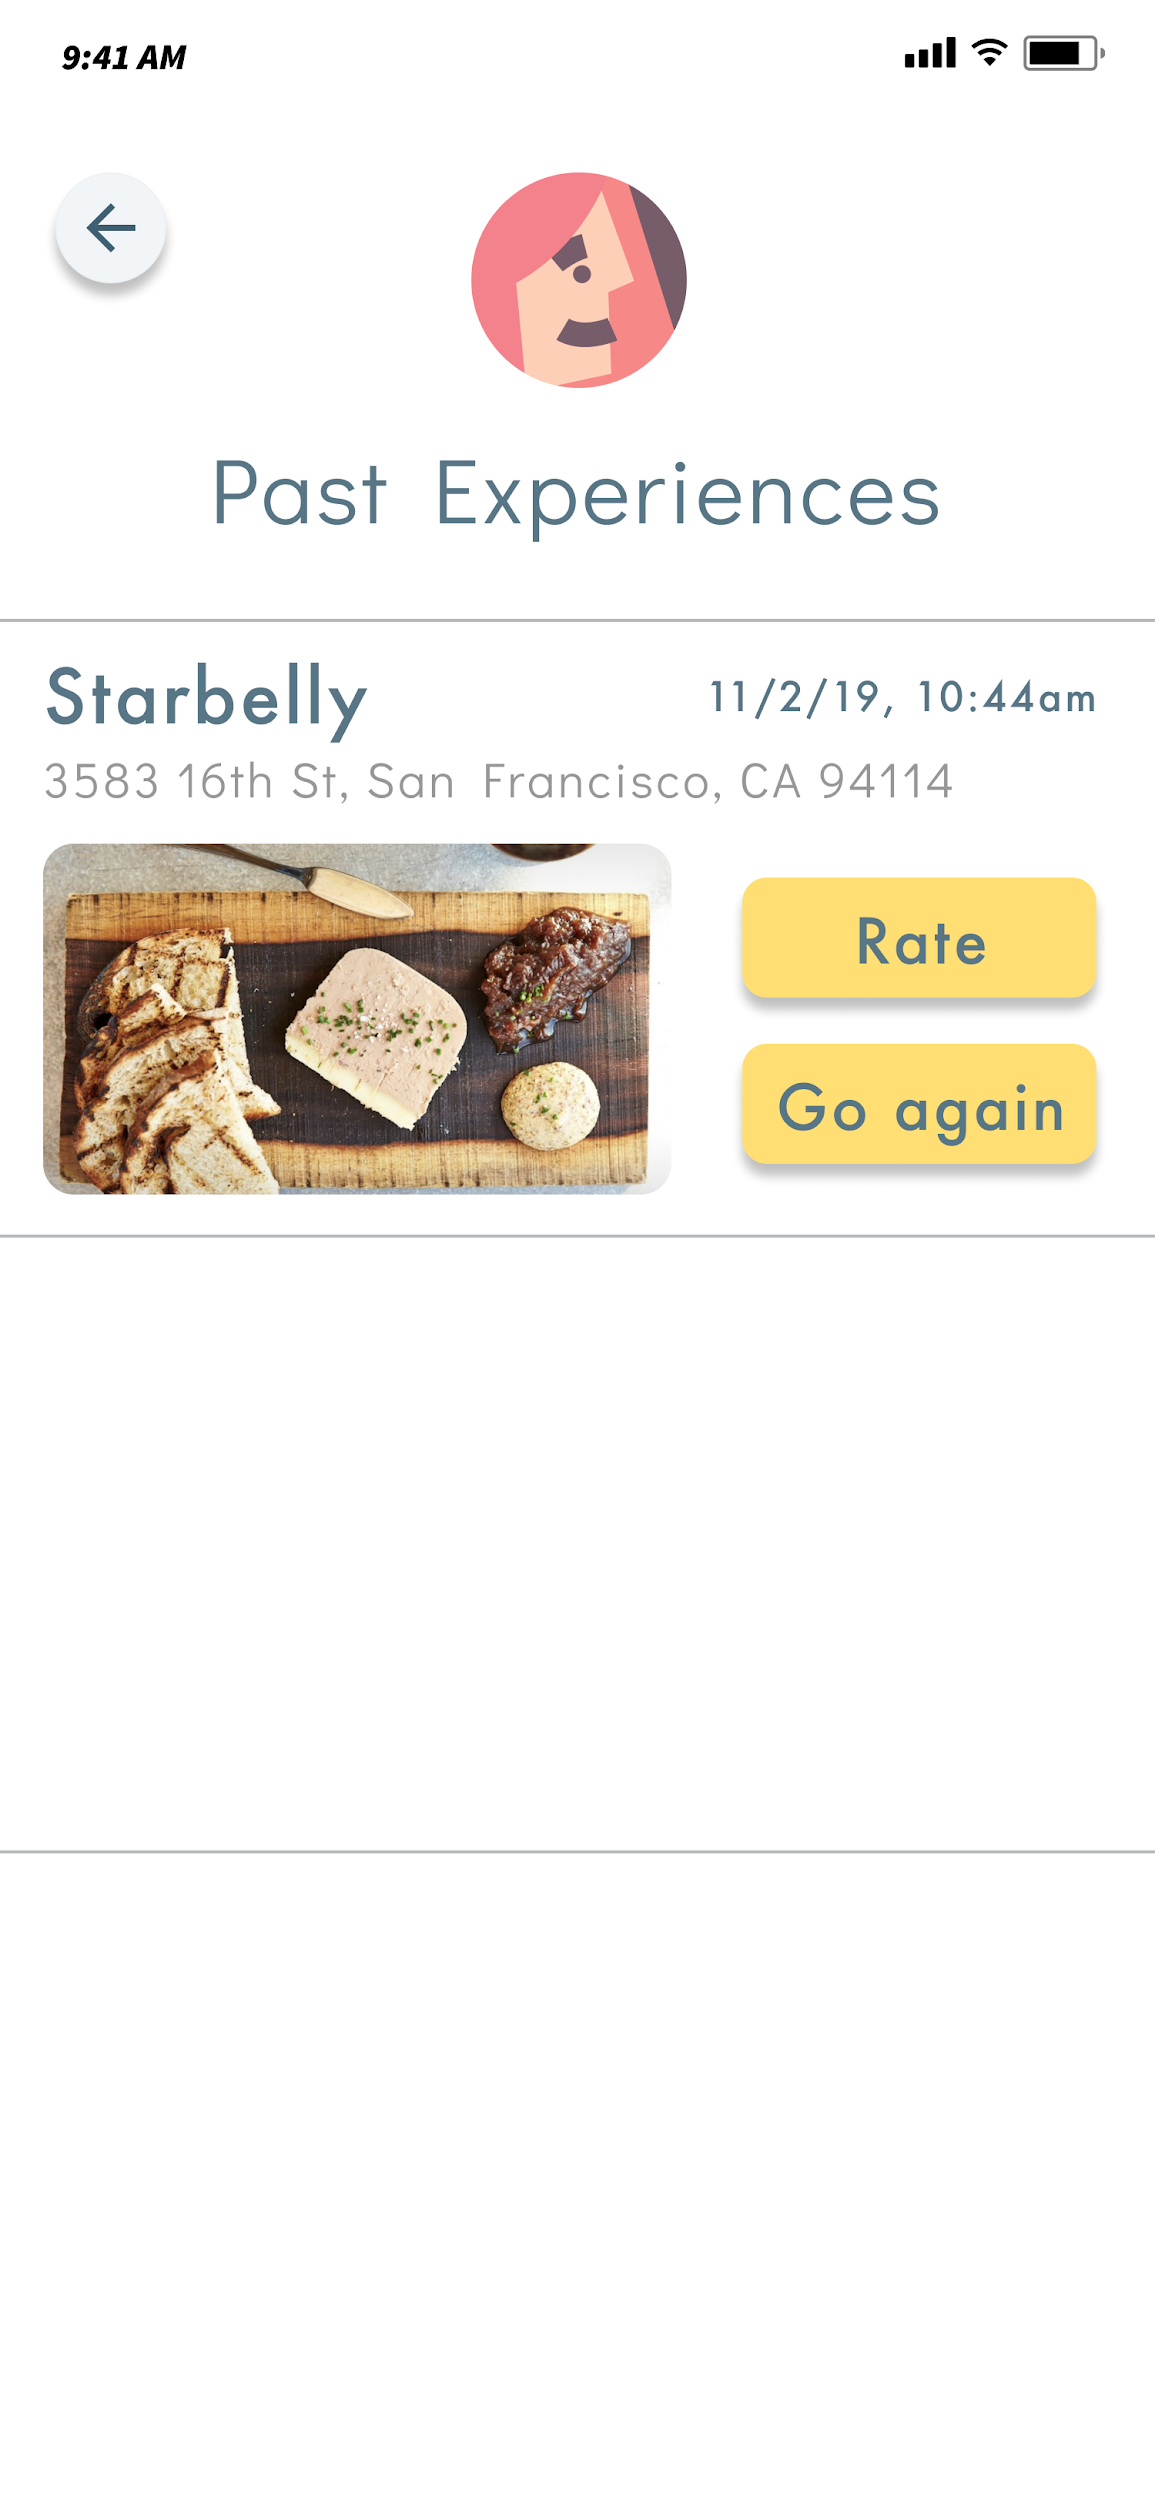 9:41 AM
Past Experiences
Starbelly
11/2/19, 10:44am
3583 16th St, San Francisco, CA 94114
Rate
Go again